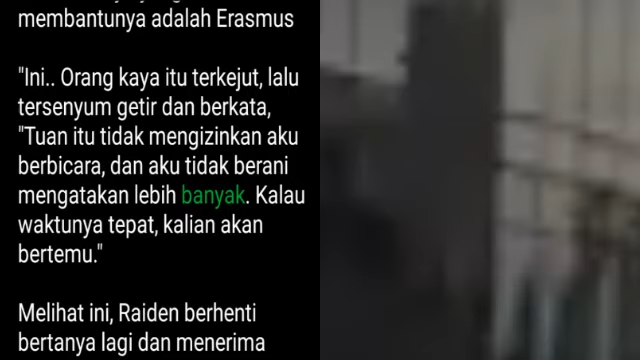 membantunya adalah Erasmus
"Ini.. Orang kaya itu terkejut, lalu
tersenyum getir dan berkata,
"Tuan itu tidak mengizinkan aku
berbicara, dan aku tidak berani
mengatakan lebih banyak. Kalau
waktunya tepat, kalian akan
bertemu."
Melihat ini, Raiden berhenti
bertanya lagi dan menerima